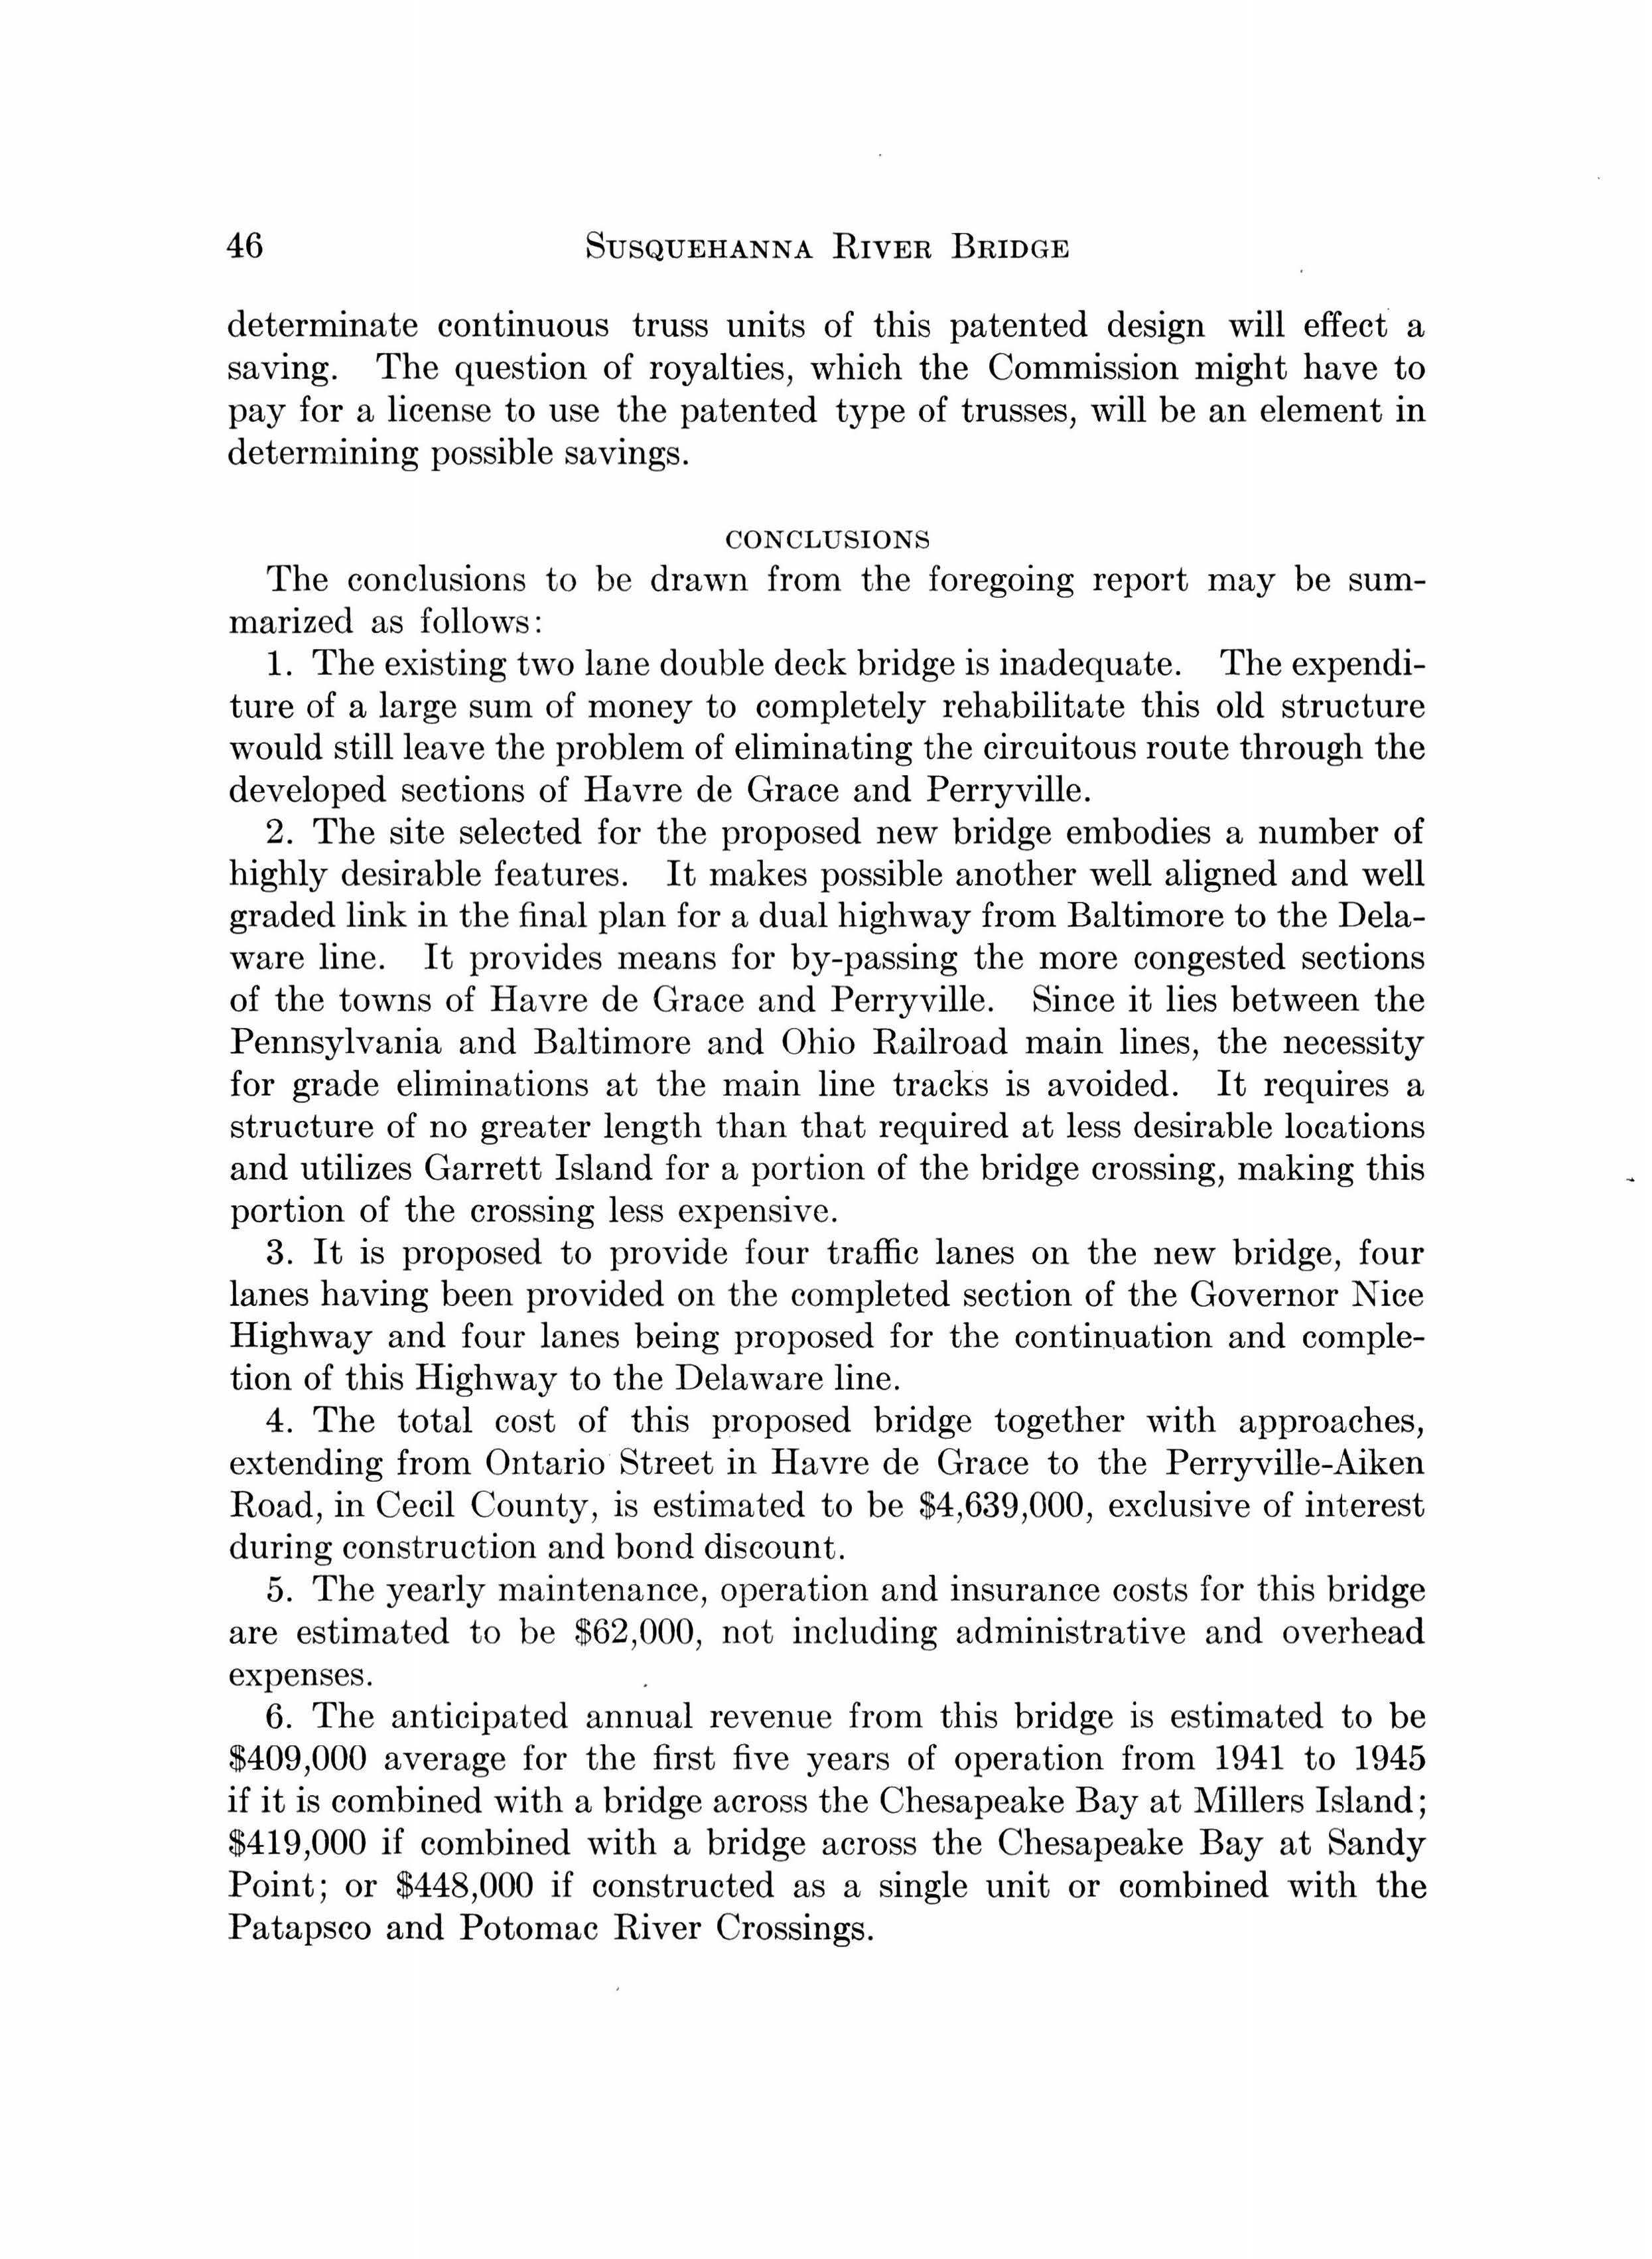 46 SUSQUEHANNA RIVER BRIDGE
determinate continuous truss units of this patented design will effect a
saving. The question of royalties, which the Commission might have to
pay for a license to use the patented type of trusses, will be an element in
determining possible savings.
CONCLUSIONS
The conclusions to be drawn from the foregoing report may be sum-
marized as follows:
1. The existing two lane double deck bridge is inadequate. The expendi-
ture of a large sum of money to completely rehabilitate this old structure
would still leave the problem of eliminating the circuitous route through the
developed sections of Havre de Grace and Perryville.
2. The site selected for the proposed new bridge embodies a number of
highly desirable features. It makes possible another well aligned and well
graded link in the final plan for a dual highway from Baltimore to the Dela-
ware line. It provides means for by-passing the more congested sections
of the towns of Havre de Grace and Perryville. Since it lies between the
Pennsylvania and Baltimore and Ohio Railroad main lines, the necessity
for grade eliminations at the main line tracks is avoided. It requires a
structure of no greater length than that required at less desirable locations
and utilizes Garrett Island for a portion of the bridge crossing, making this
portion of the crossing less expensive.
3. It is proposed to provide four traffic lanes on the new bridge, four
lanes having been provided on the completed section of the Governor Nice
Highway and four lanes being proposed for the continuation and comple-
tion of this Highway to the Delaware line.
4. The total cost of this proposed bridge together with approaches,
extending from Ontario Street in Havre de Grace to the Perryville-Aiken
Road, in Cecil County, is estimated to be $4,639,000, exclusive of interest
during construction and bond discount.
5. The yearly maintenance, operation and insurance costs for this bridge
are estimated to be $62,000, not including administrative and overhead
expenses.
6. The anticipated annual revenue from this bridge is estimated to be
$409,000 average for the first five years of operation from 1941 to 1945
if it is combined with a bridge across the Chesapeake Bay at Millers Island;
$419,000 if combined with a bridge across the Chesapeake Bay at Sandy
Point; or $448,000 if constructed as a single unit or combined with the
Patapsco and Potomac River Crossings.